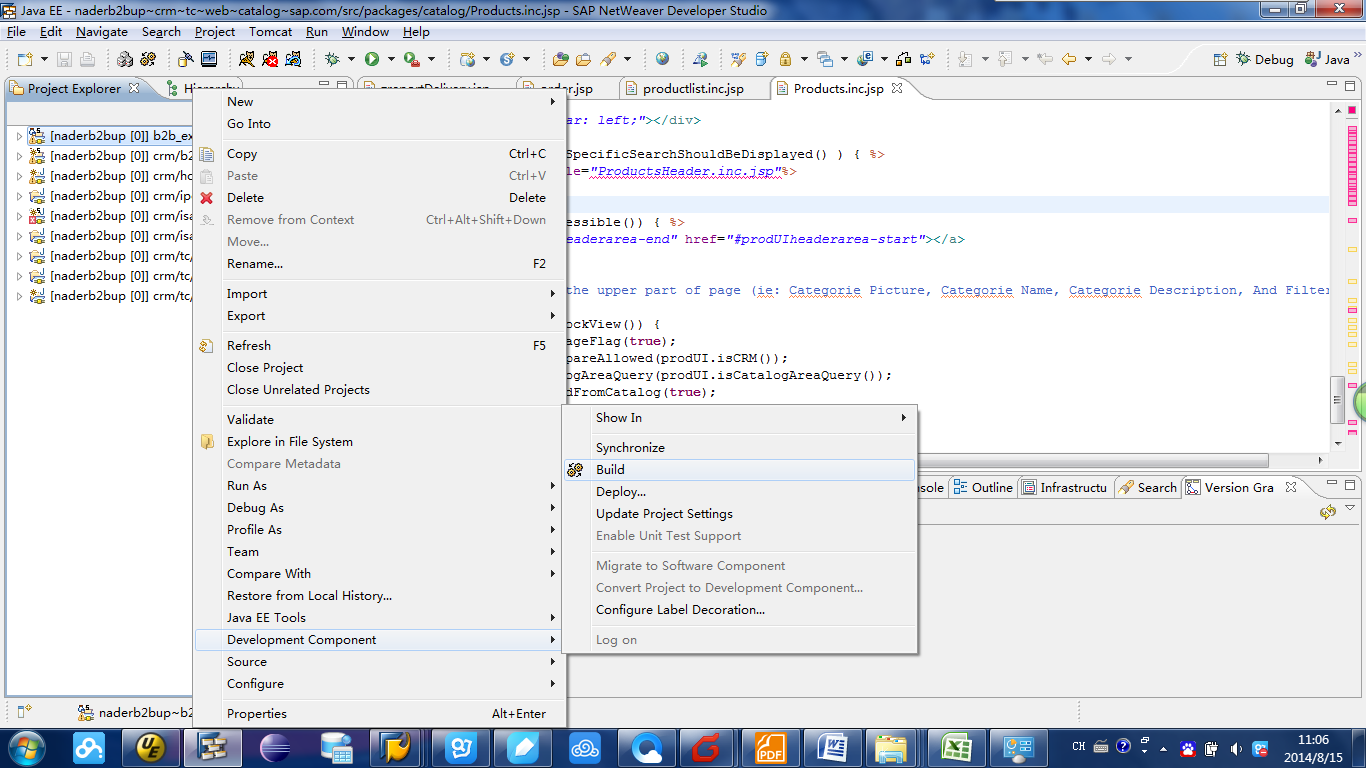 Java EE - naderb2bup~crm~tc~web~catalog~sap.com/src/packages/catalog/Products.inc.jsp - SAP NetWeaver Developer Studio
File Edit Navigate Search Project Tomcat Run Window Help
Debug Java »
Project Explorer Hierarchy order.jsp productlist.inc.jsp Products.inc.jsp
[naderb2bup [0]] b2b_ex
[naderb2bup [0]] crm/b2
[naderb2bup [0]] crm/ho
[naderb2bup [0]] crm/ip
[naderb2bup [0]] crm/isa
[naderb2bup [0]] crm/isa
[naderb2bup [0]] crm/tc/
[naderb2bup [0]] crm/tc/
[naderb2bup [0]] crm/tc/
New
Go Into
Copy Ctrl+C
Paste Ctrl+V
Delete Delete
Remove from Context Ctrl+Alt+Shift+Down
Move...
Rename... F2
Import
Export
Refresh F5
Close Project
Close Unrelated Projects
Validate
Explore in File System
Compare Metadata
Run As
Debug As
Profile As
Team
Compare With
Restore from Local History...
Java EE Tools
Development Component
Source
Configure
Properties Alt+Enter
ar: left;"></div>
SpecificSearchShouldBeDisplayed() ) { %>
le="ProductsHeader.inc.jsp"%>
essible()) { %>
eaderarea-end" href="#prodUIheaderarea-start"></a>
the upper part of page (ie: Categorie Picture, Categorie Name, Categorie Description, And Filter
ockView()) {
ageFlag(true);
pareAllowed(prodUI.isCRM());
ogAreaQuery(prodUI.isCatalogAreaQuery());
dFromCatalog(true);
Show In
Synchronize
Build
Deploy...
Update Project Settings
Enable Unit Test Support
Migrate to Software Component
Convert Project to Development Component...
Configure Label Decoration...
Log on
sole Outline Infrastructu Search Version Gra
naderb2bup~b2
UE
PDF
CH
11:06
2014/8/15